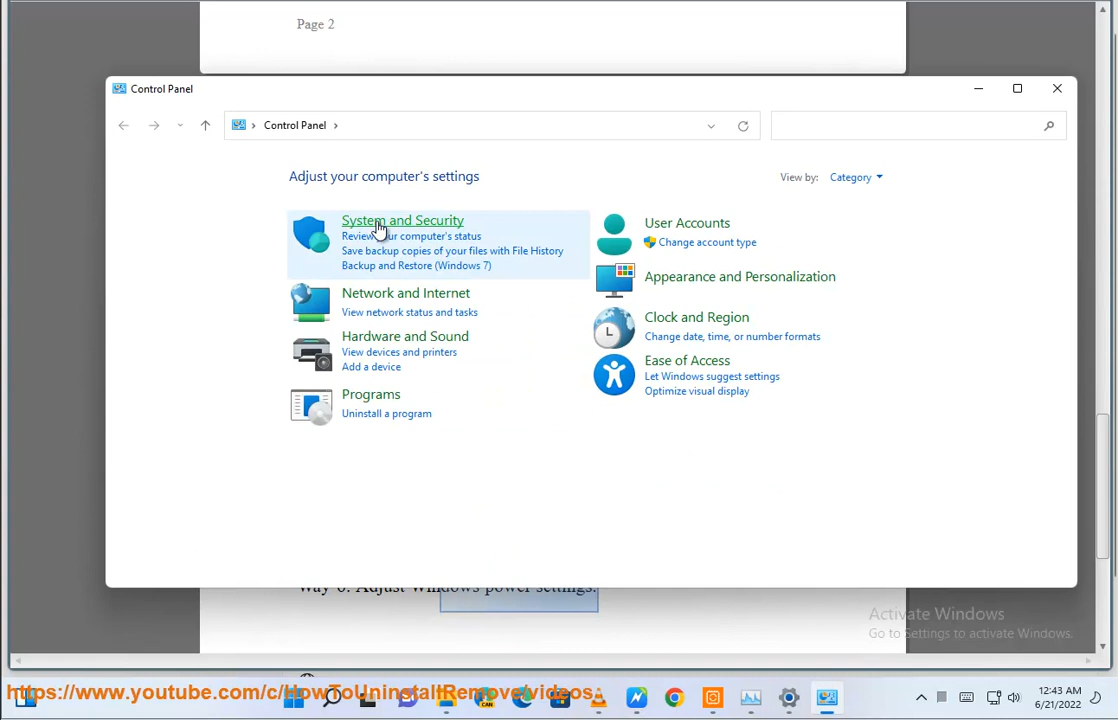 Page 2
Control Panel
Control Panel
Adjust your computer's settings
View by: Category
System and Security
Review your computer's status
Save backup copies of your files with File History
Backup and Restore (Windows 7)
Network and Internet
View network status and tasks
Hardware and Sound
View devices and printers
Add a device
Programs
Uninstall a program
User Accounts
Change account type
Appearance and Personalization
Clock and Region
Change date, time, or number formats
Ease of Access
Let Windows suggest settings
Optimize visual display
Way 6: Adjust Windows power settings.
Activate Windows
Go to Settings to activate Windows.
https://www.youtube.com/c/HowToUninstallRemove/videos.
CAN
12:43 AM
6/21/2022